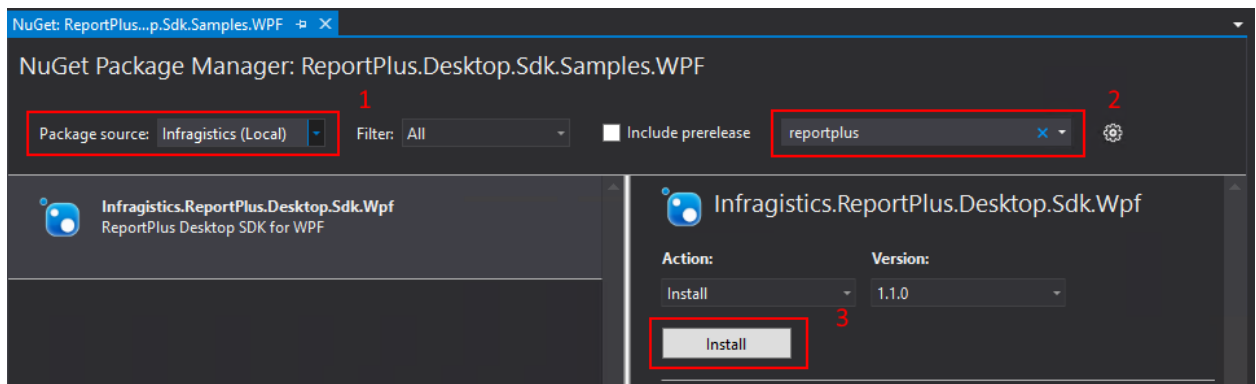 NuGet: ReportPlus...p.Sdk.Samples.WPF
NuGet Package Manager: ReportPlus.Desktop.Sdk.Samples.WPF
1
2
Package source: Infragistics (Local) Filter: All Include prerelease reportplus
Infragistics.ReportPlus.Desktop.Sdk.Wpf
ReportPlus Desktop SDK for WPF
Infragistics.ReportPlus.Desktop.Sdk.Wpf
Action: Version:
Install 1.1.0
3
Install